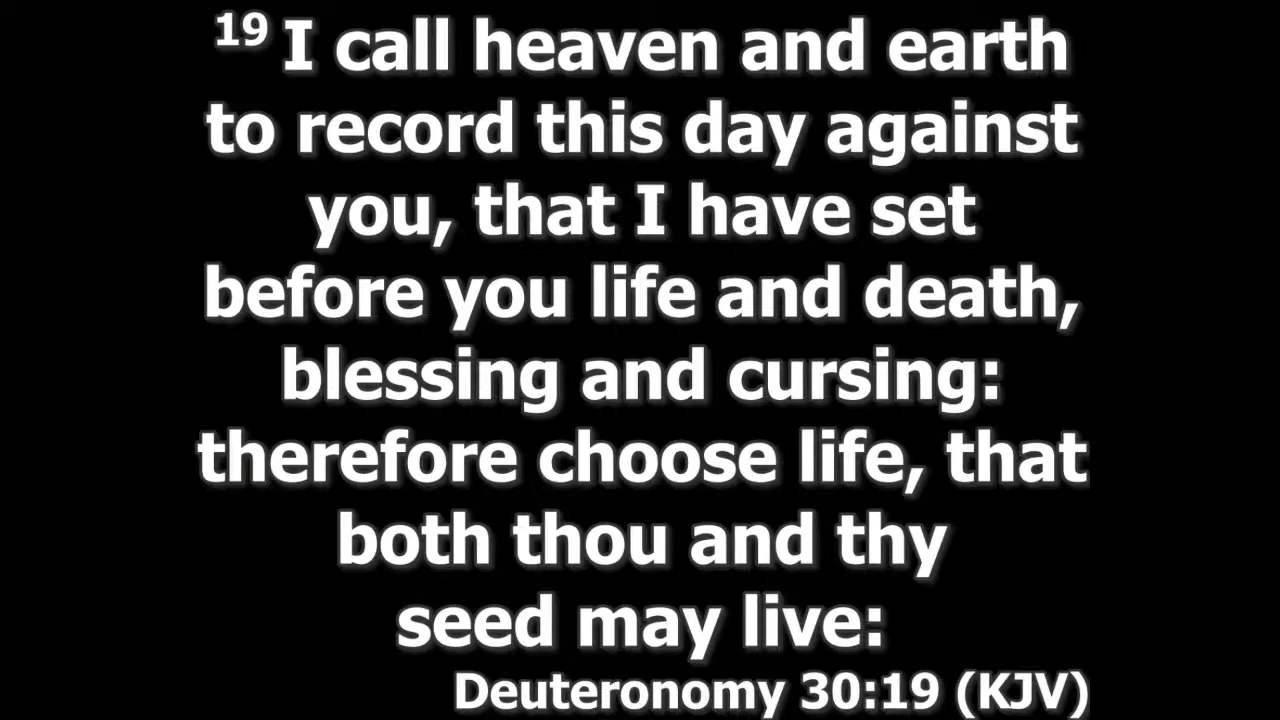 19 I call heaven and earth
to record this day against
you, that I have set
before you life and death,
blessing and cursing:
therefore choose life, that
both thou and thy
seed may live:
Deuteronomy 30:19 (KJV)